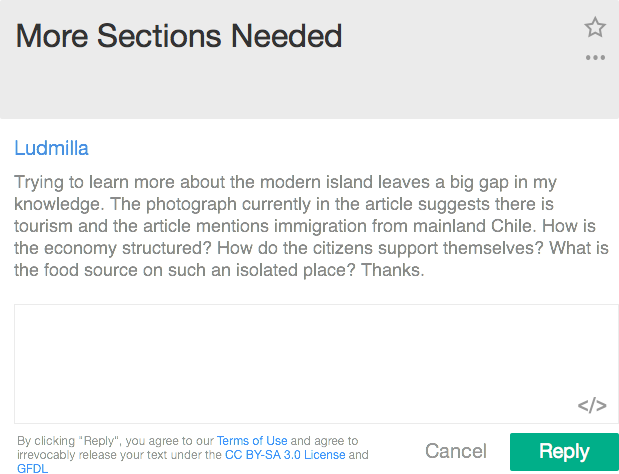 More Sections Needed
Ludmilla
Trying to learn more about the modern island leaves a big gap in my
knowledge. The photograph currently in the article suggests there is
tourism and the article mentions immigration from mainland Chile. How is
the economy structured? How do the citizens support themselves? What is
the food source on such an isolated place? Thanks.
</>
By clicking "Reply", you agree to our Terms of Use and agree to
irrevocably release your text under the CC BY-SA 3.0 License and
GFDL
Cancel
Reply